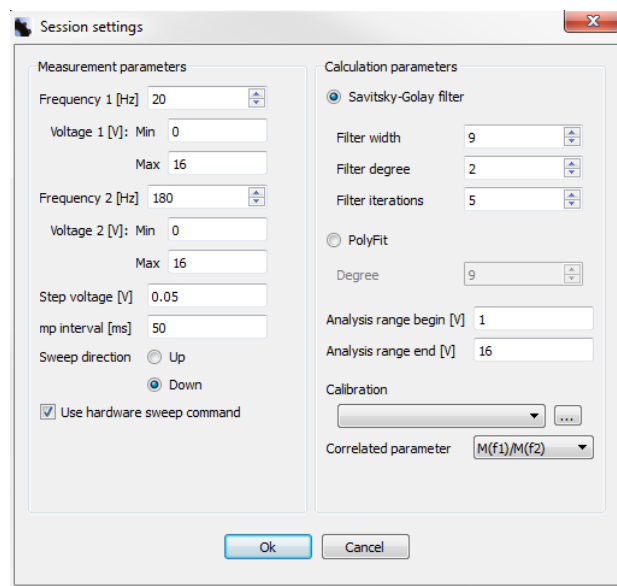 Session settings
Measurement parameters
Frequency 1 [Hz] 20
Voltage 1 [V]: Min 0
Max 16
Frequency 2 [Hz] 180
Voltage 2 [V]: Min 0
Max 16
Step voltage [V] 0.05
mp interval [ms] 50
Sweep direction Up
Down
Use hardware sweep command
Calculation parameters
Savitsky-Golay filter
Filter width 9
Filter degree 2
Filter iterations 5
PolyFit
Degree 9
Analysis range begin [V] 1
Analysis range end [V] 16
Calibration
...
Correlated parameter M(f1)/M(f2)
Ok Cancel